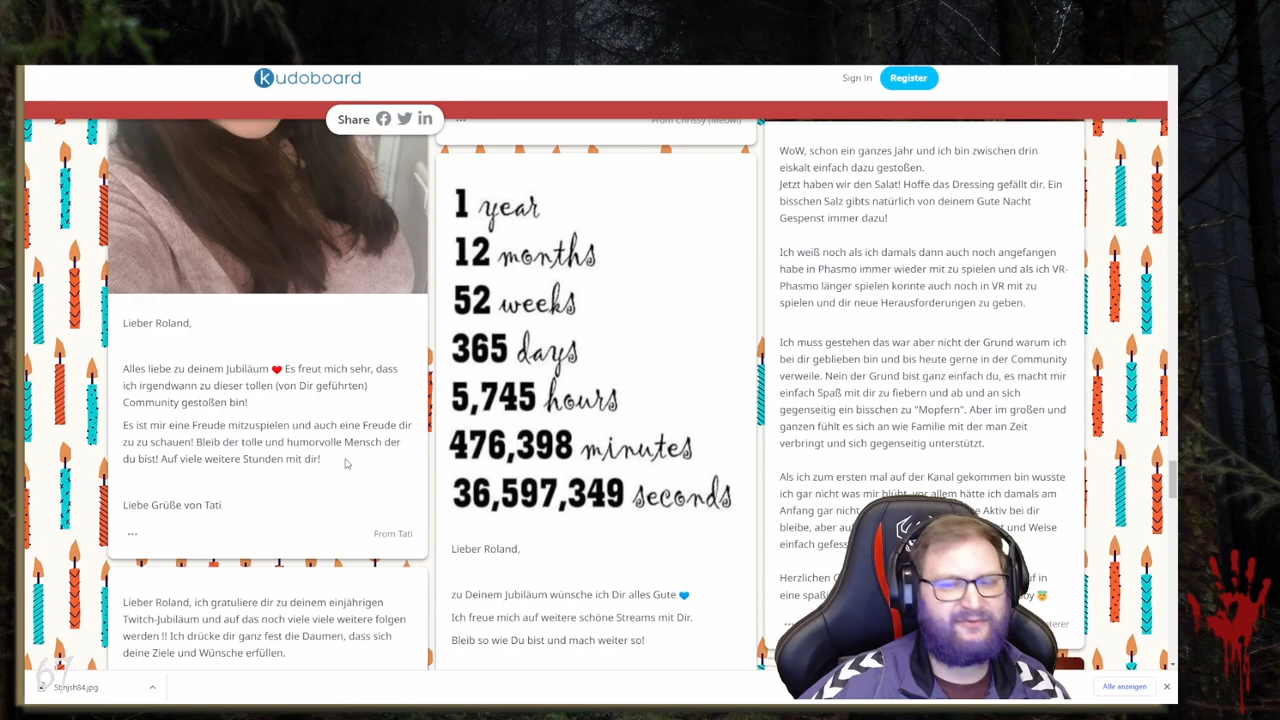 kudoboard
Sign In
Register
Share
Lieber Roland,
Alles liebe zu deinem Jubiläum ❤️ Es freut mich sehr, dass
ich irgendwann zu dieser tollen (von Dir geführten)
Community gestoßen bin!
Es ist mir eine Freude mitzuspielen und auch eine Freude dir
zu zu schauen! Bleib der tolle und humorvolle Mensch der
du bist! Auf viele weitere Stunden mit dir!
Liebe Grüße von Tati
...
From Tati
Lieber Roland, ich gratuliere dir zu deinem einjährigen
Twitch-Jubiläum und auf das noch viele viele weitere folgen
werden !! Ich drücke dir ganz fest die Daumen, dass sich
deine Ziele und Wünsche erfüllen.
...
From Chrissy (Meow!)
1 year
12 months
52 weeks
365 days
5,745 hours
476,398 minutes
36,597,349 seconds
Lieber Roland,
zu Deinem Jubiläum wünsche ich Dir alles Gute 💙
Ich freue mich auf weitere schöne Streams mit Dir.
Bleib so wie Du bist und mach weiter so!
WoW, schon ein ganzes Jahr und ich bin zwischen drin
eiskalt einfach dazu gestoßen.
Jetzt haben wir den Salat! Hoffe das Dressing gefällt dir. Ein
bisschen Salz gibts natürlich von deinem Gute Nacht
Gespenst immer dazu!
Ich weiß noch als ich damals dann auch noch angefangen
habe in Phasmo immer wieder mit zu spielen und als ich VR-
Phasmo länger spielen konnte auch noch in VR mit zu
spielen und dir neue Herausforderungen zu geben.
Ich muss gestehen das war aber nicht der Grund warum ich
bei dir geblieben bin und bis heute gerne in der Community
verweile. Nein der Grund bist ganz einfach du, es macht mir
einfach Spaß mit dir zu fiebern und ab und an sich
gegenseitig ein bisschen zu "Mopfern". Aber im großen und
ganzen fühlt es sich an wie Familie mit der man Zeit
verbringt und sich gegenseitig unterstützt.
Als ich zum ersten mal auf der Kanal gekommen bin wusste
ich gar nicht was mir blüht, vor allem hätte ich damals am
Anfang gar nicht Aktiv bei dir
bleibe, aber und Weise
einfach
Herzlichen in
eine
67
Alle anzeigen